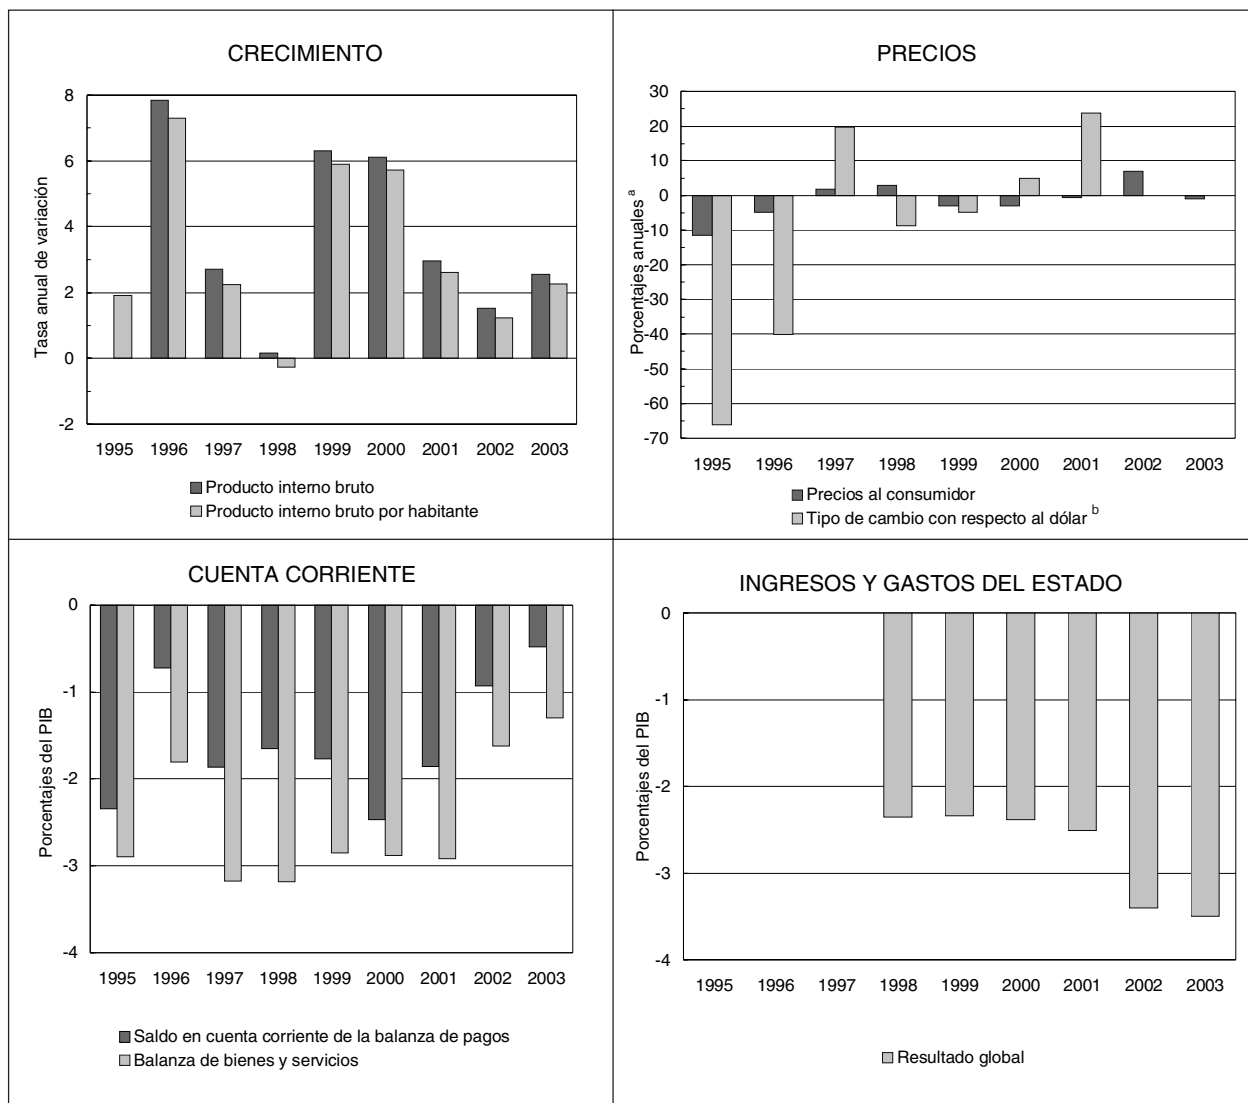 CRECIMIENTO
Tasa anual de variación
8
6
4
2
0
-2
1995 1996 1997 1998 1999 2000 2001 2002 2003
Producto interno bruto
Producto interno bruto por habitante
PRECIOS
Porcentajes anuales a
30
20
10
0
-10
-20
-30
-40
-50
-60
-70
1995 1996 1997 1998 1999 2000 2001 2002 2003
Precios al consumidor
Tipo de cambio con respecto al dólar b
CUENTA CORRIENTE
Porcentajes del PIB
0
-1
-2
-3
-4
1995 1996 1997 1998 1999 2000 2001 2002 2003
Saldo en cuenta corriente de la balanza de pagos
Balanza de bienes y servicios
INGRESOS Y GASTOS DEL ESTADO
Porcentajes del PIB
0
-1
-2
-3
-4
1995 1996 1997 1998 1999 2000 2001 2002 2003
Resultado global